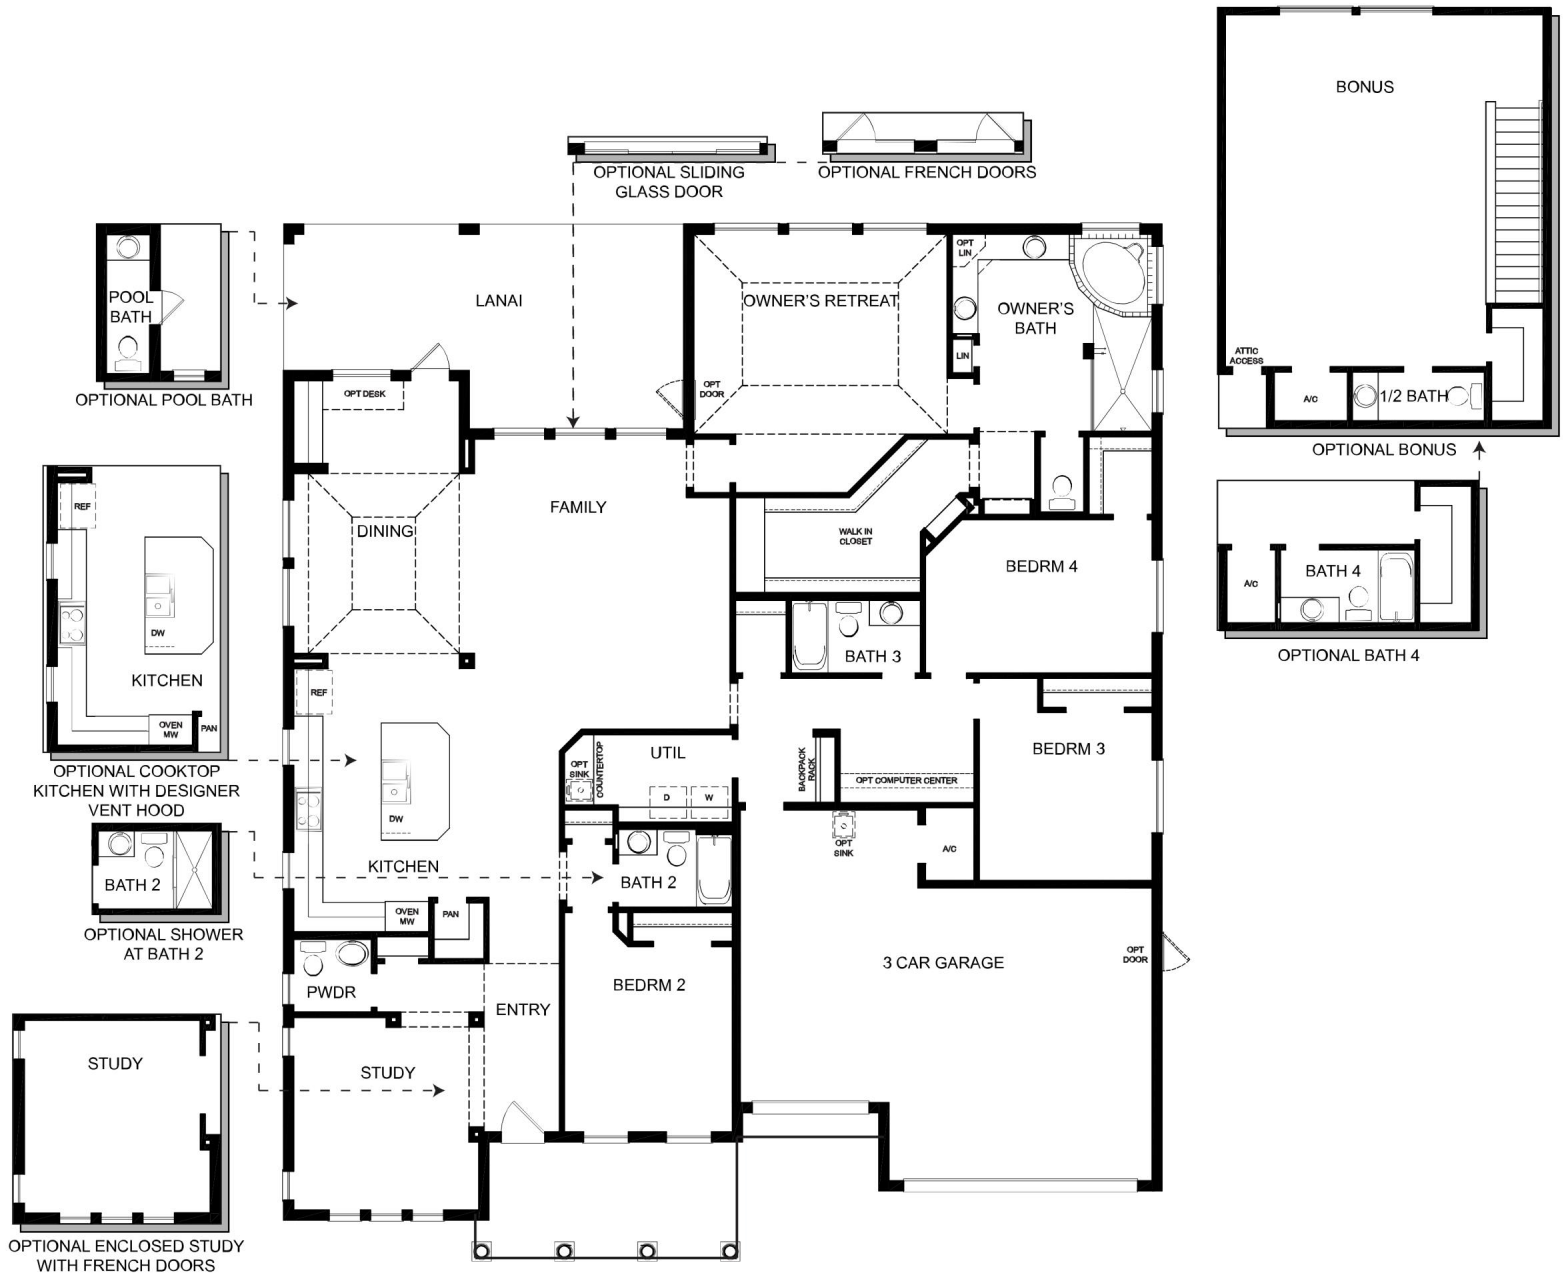 BONUS
ATTIC
ACCESS
A/C
1/2 BATH
OPTIONAL BONUS
A/C
BATH 4
OPTIONAL BATH 4
OPTIONAL SLIDING
GLASS DOOR
OPTIONAL FRENCH DOORS
POOL
BATH
OPTIONAL POOL BATH
REF
DW
KITCHEN
OVEN
MW
PAN
OPTIONAL COOKTOP
KITCHEN WITH DESIGNER
VENT HOOD
BATH 2
OPTIONAL SHOWER
AT BATH 2
STUDY
OPTIONAL ENCLOSED STUDY
WITH FRENCH DOORS
LANAI
OWNER'S RETREAT
OPT
LIN
OWNER'S
BATH
LIN
OPT
DOOR
OPT DESK
FAMILY
DINING
WALK IN
CLOSET
BEDRM 4
BATH 3
REF
DW
KITCHEN
OVEN
MW
PAN
UTIL
OPT
SINK
COUNTERTOP
D
W
BACKPACK
RACK
OPT COMPUTER CENTER
BEDRM 3
OPT
SINK
A/C
BATH 2
BEDRM 2
3 CAR GARAGE
OPT
DOOR
PWDR
ENTRY
STUDY